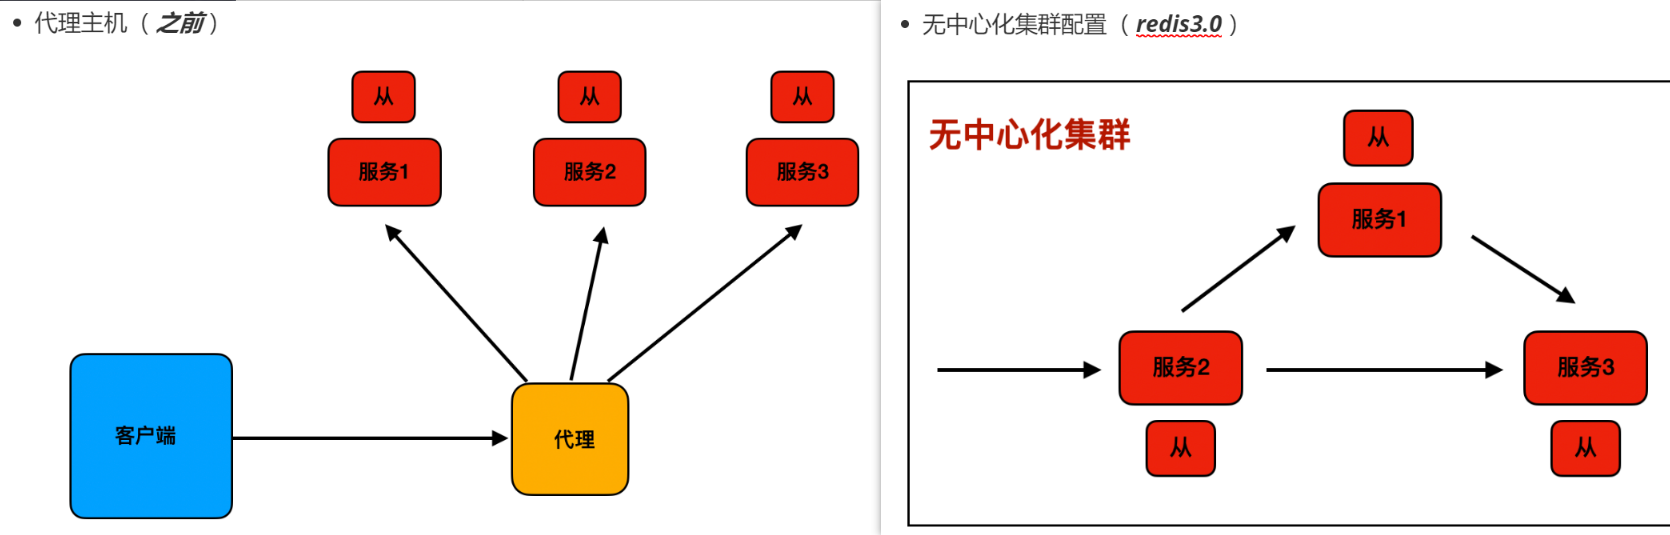 • 代理主机（之前）
从
从
从
服务1
服务2
服务3
客户端
代理
• 无中心化集群配置（redis3.0）
无中心化集群
从
服务1
服务2
服务3
从
从